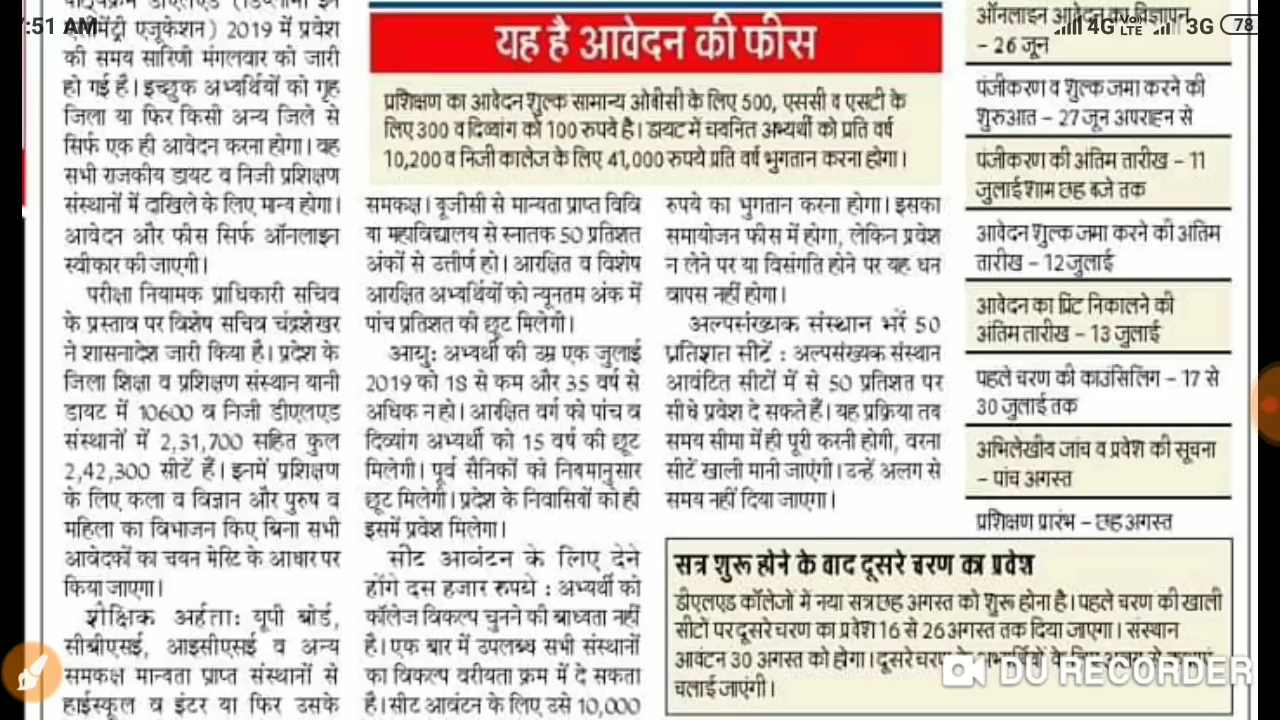 :51 AM
4G VoLTE 3G 78
एलीमेंट्री एजूकेशन) 2019 में प्रवेश
की समय सारिणी मंगलवार को जारी
हो गई है। इच्छुक अभ्यर्थियों को गृह
जिला या फिर किसी अन्य जिले से
सिर्फ एक ही आवेदन करना होगा। वह
सभी राजकीय डायट व निजी प्रशिक्षण
संस्थानों में दाखिले के लिए मान्य होगा।
आवेदन और फीस सिर्फ ऑनलाइन
स्वीकार की जाएगी।
परीक्षा नियामक प्राधिकारी सचिव
के प्रस्ताव पर विशेष सचिव चंद्रशेखर
ने शासनादेश जारी किया है। प्रदेश के
जिला शिक्षा व प्रशिक्षण संस्थान यानी
डायट में 10600 व निजी डीएलएड
संस्थानों में 2,31,700 सहित कुल
2,42,300 सीटें हैं। इनमें प्रशिक्षण
के लिए कला व विज्ञान और पुरुष व
महिला का विभाजन किए बिना सभी
आवेदकों का चयन मेरिट के आधार पर
किया जाएगा।
शैक्षिक अर्हता: यूपी बोर्ड,
सीबीएसई, आइसीएसई व अन्य
समकक्ष मान्यता प्राप्त संस्थानों से
हाईस्कूल व इंटर या फिर उसके
यह है आवेदन की फीस
प्रशिक्षण का आवेदन शुल्क सामान्य ओबीसी के लिए 500, एससी व एसटी के
लिए 300 व दिव्यांग को 100 रुपये है। डायट में चयनित अभ्यर्थी को प्रति वर्ष
10,200 व निजी कालेज के लिए 41,000 रुपये प्रति वर्ष भुगतान करना होगा।
समकक्ष। यूजीसी से मान्यता प्राप्त विवि
या महाविद्यालय से स्नातक 50 प्रतिशत
अंकों से उत्तीर्ण हो। आरक्षित व विशेष
आरक्षित अभ्यर्थियों को न्यूनतम अंक में
पांच प्रतिशत की छूट मिलेगी।
आयु: अभ्यर्थी की उम्र एक जुलाई
2019 को 18 से कम और 35 वर्ष से
अधिक न हो। आरक्षित वर्ग को पांच व
दिव्यांग अभ्यर्थी को 15 वर्ष की छूट
मिलेगी। पूर्व सैनिकों को नियमानुसार
छूट मिलेगी। प्रदेश के निवासियों को ही
इसमें प्रवेश मिलेगा।
सीट आवंटन के लिए देने
होंगे दस हजार रुपये : अभ्यर्थी को
कॉलेज विकल्प चुनने की बाध्यता नहीं
है। एक बार में उपलब्ध सभी संस्थानों
का विकल्प वरीयता क्रम में दे सकता
है। सीट आवंटन के लिए उसे 10,000
रुपये का भुगतान करना होगा। इसका
समायोजन फीस में होगा, लेकिन प्रवेश
न लेने पर या विसंगति होने पर यह धन
वापस नहीं होगा।
अल्पसंख्यक संस्थान भरें 50
प्रतिशत सीटें : अल्पसंख्यक संस्थान
आवंटित सीटों में से 50 प्रतिशत पर
सीधे प्रवेश दे सकते हैं। यह प्रक्रिया तय
समय सीमा में ही पूरी करनी होगी, वरना
सीटें खाली मानी जाएंगी। उन्हें अलग से
समय नहीं दिया जाएगा।
ऑनलाइन आवेदन का विज्ञापन
– 26 जून
पंजीकरण व शुल्क जमा करने की
शुरुआत – 27 जून अपराह्न से
पंजीकरण की अंतिम तारीख – 11
जुलाई शाम छह बजे तक
आवेदन शुल्क जमा करने की अंतिम
तारीख – 12 जुलाई
आवेदन का प्रिंट निकालने की
अंतिम तारीख – 13 जुलाई
पहले चरण की काउंसिलिंग – 17 से
30 जुलाई तक
अभिलेखीय जांच व प्रवेश की सूचना
– पांच अगस्त
प्रशिक्षण प्रारंभ – छह अगस्त
सत्र शुरू होने के बाद दूसरे चरण का प्रवेश
डीएलएड कॉलेजों में नया सत्र छह अगस्त को शुरू होना है। पहले चरण की खाली
सीटों पर दूसरे चरण का प्रवेश 16 से 26 अगस्त तक दिया जाएगा। संस्थान
आवंटन 30 अगस्त को होगा। दूसरे चरण के
चलाई जाएंगी।
DU RECORDER